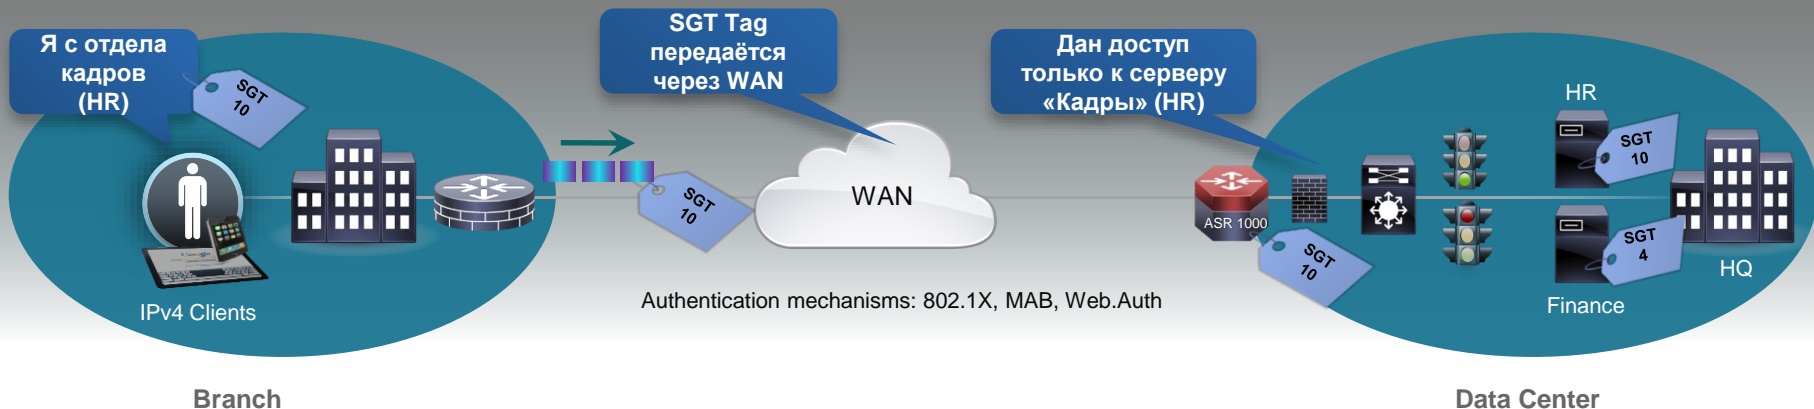 Я с отдела
кадров
(HR)
SGT
10
IPv4 Clients
Branch
SGT Tag
передаётся
через WAN
SGT
10
WAN
Authentication mechanisms: 802.1X, MAB, Web.Auth
Дан доступ
только к серверу
«Кадры» (HR)
ASR 1000
SGT
10
HR
SGT
10
SGT
4
Finance
HQ
Data Center